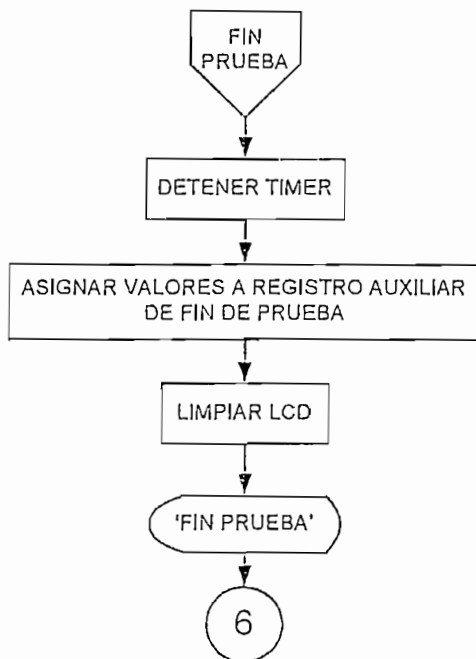 FIN
PRUEBA
DETENER TIMER
ASIGNAR VALORES A REGISTRO AUXILIAR
DE FIN DE PRUEBA
LIMPIAR LCD
'FIN PRUEBA'
6